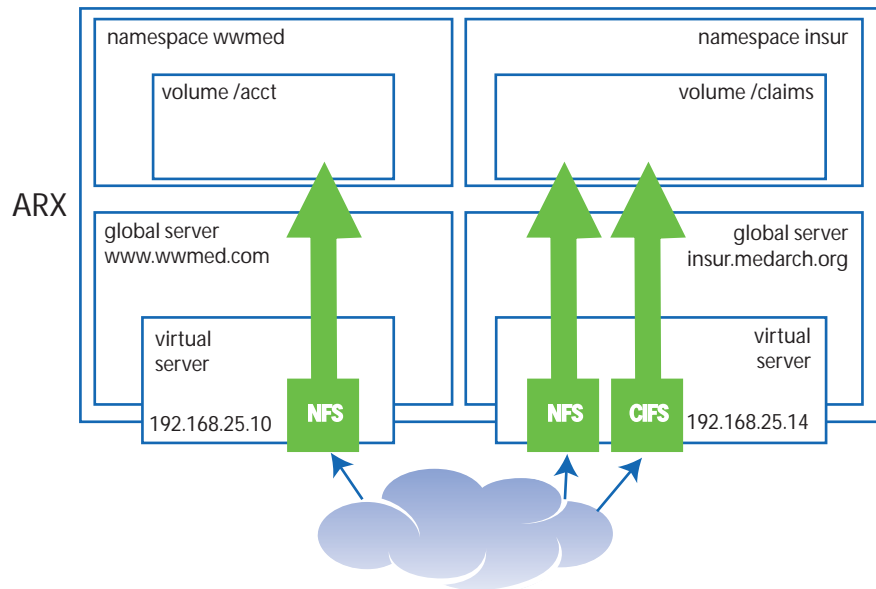 namespace wwmed
volume /acct
namespace insur
volume /claims
ARX
global server
www.wwmed.com
global server
insur.medarch.org
virtual
server
192.168.25.10
NFS
virtual
server
NFS
CIFS
192.168.25.14